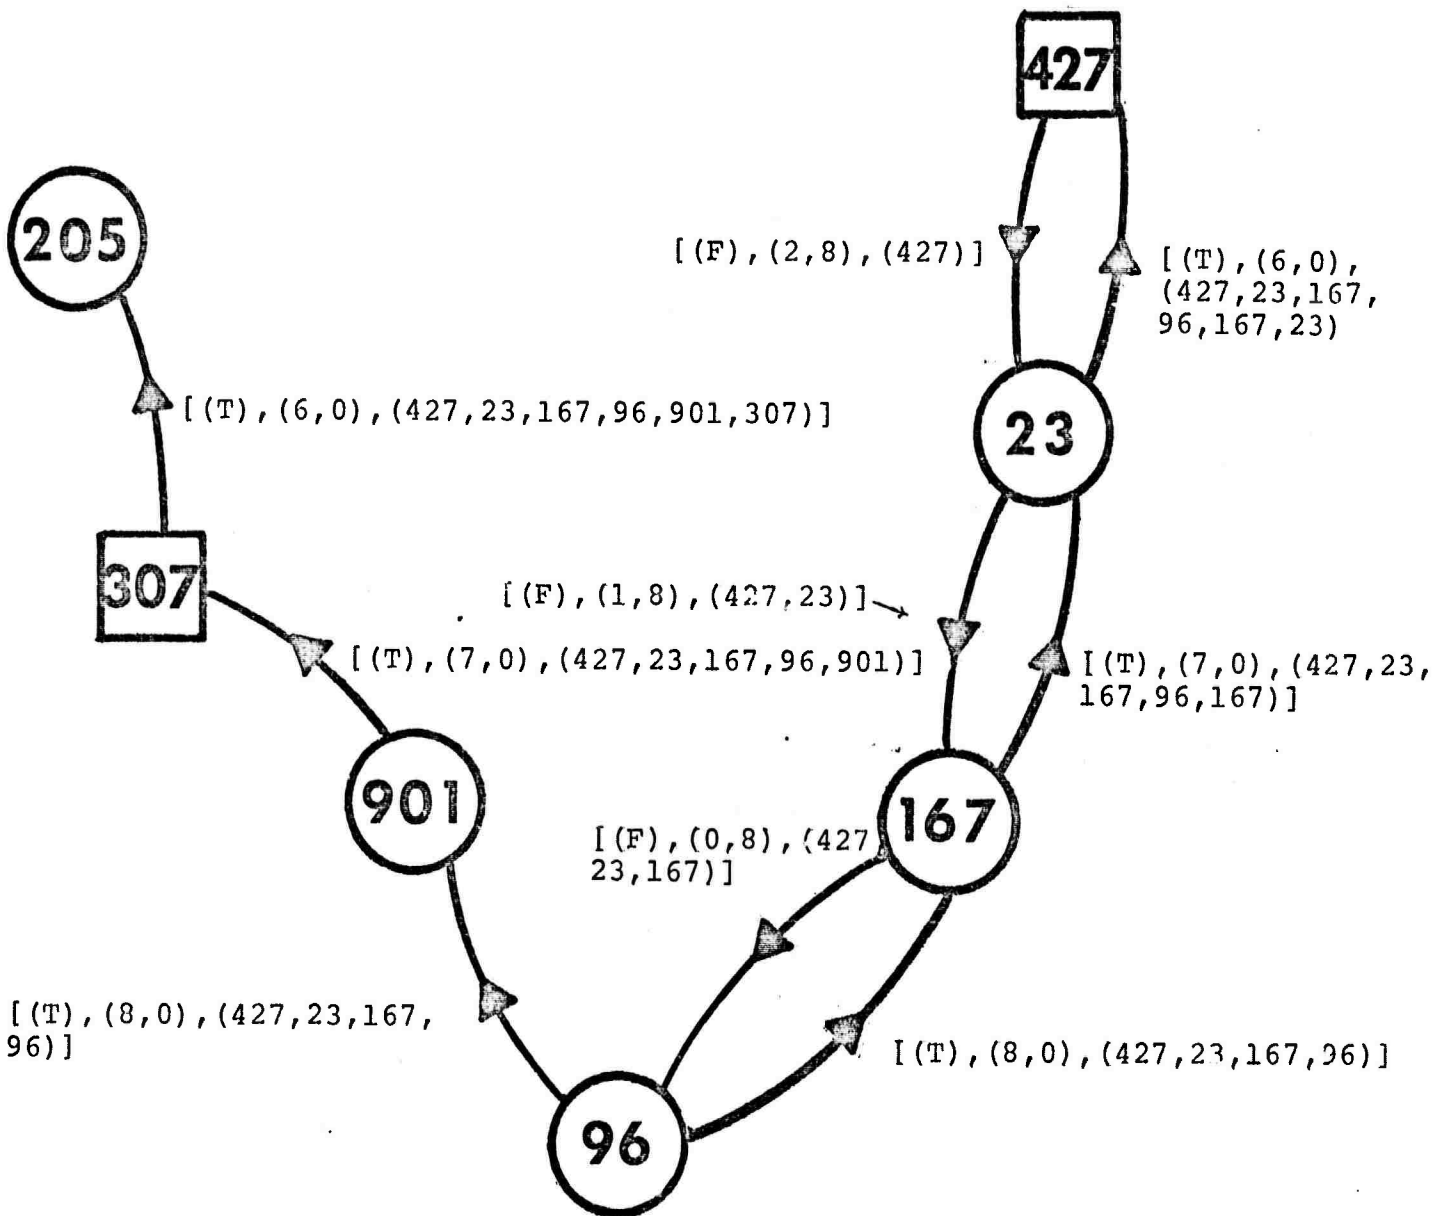 427
205
[(F),(2,8),(427)]
[(T),(6,0),
(427,23,167,
96,167,23)
[(T),(6,0),(427,23,167,96,901,307)]
23
307
[(F),(1,8),(427,23)]
[(T),(7,0),(427,23,167,96,901)]
[(T),(7,0),(427,23,
167,96,167)]
901
167
[(F),(0,8),(427,
23,167)]
[(T),(8,0),(427,23,167,
96)]
[(T),(8,0),(427,23,167,96)]
96